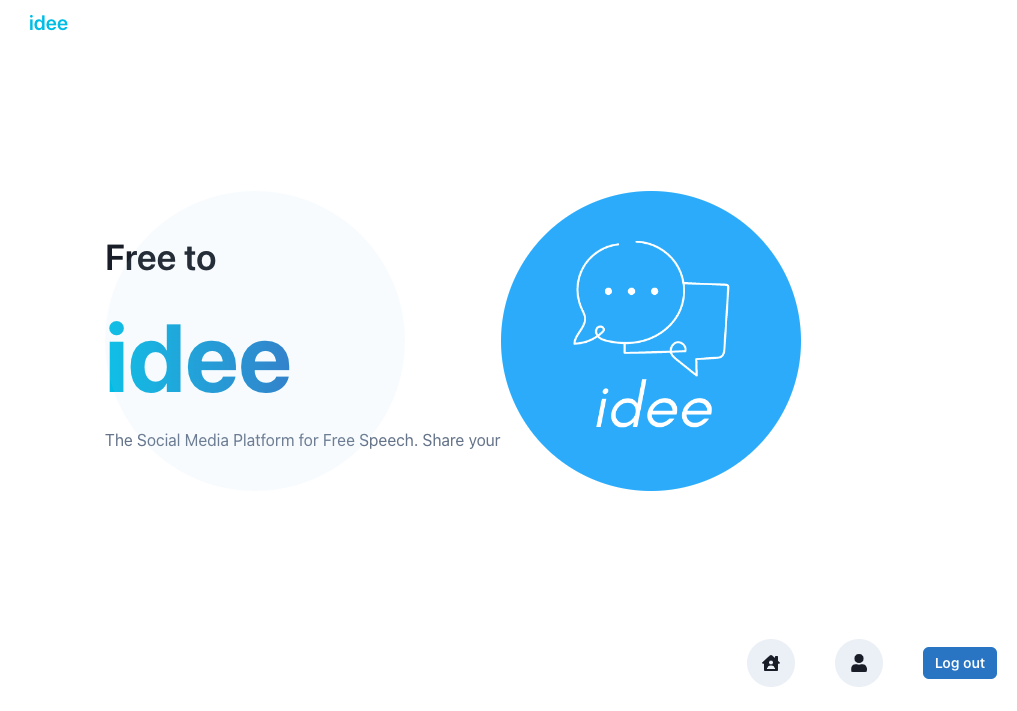 idee
Free to
idee
The Social Media Platform for Free Speech. Share your
idee
Log out